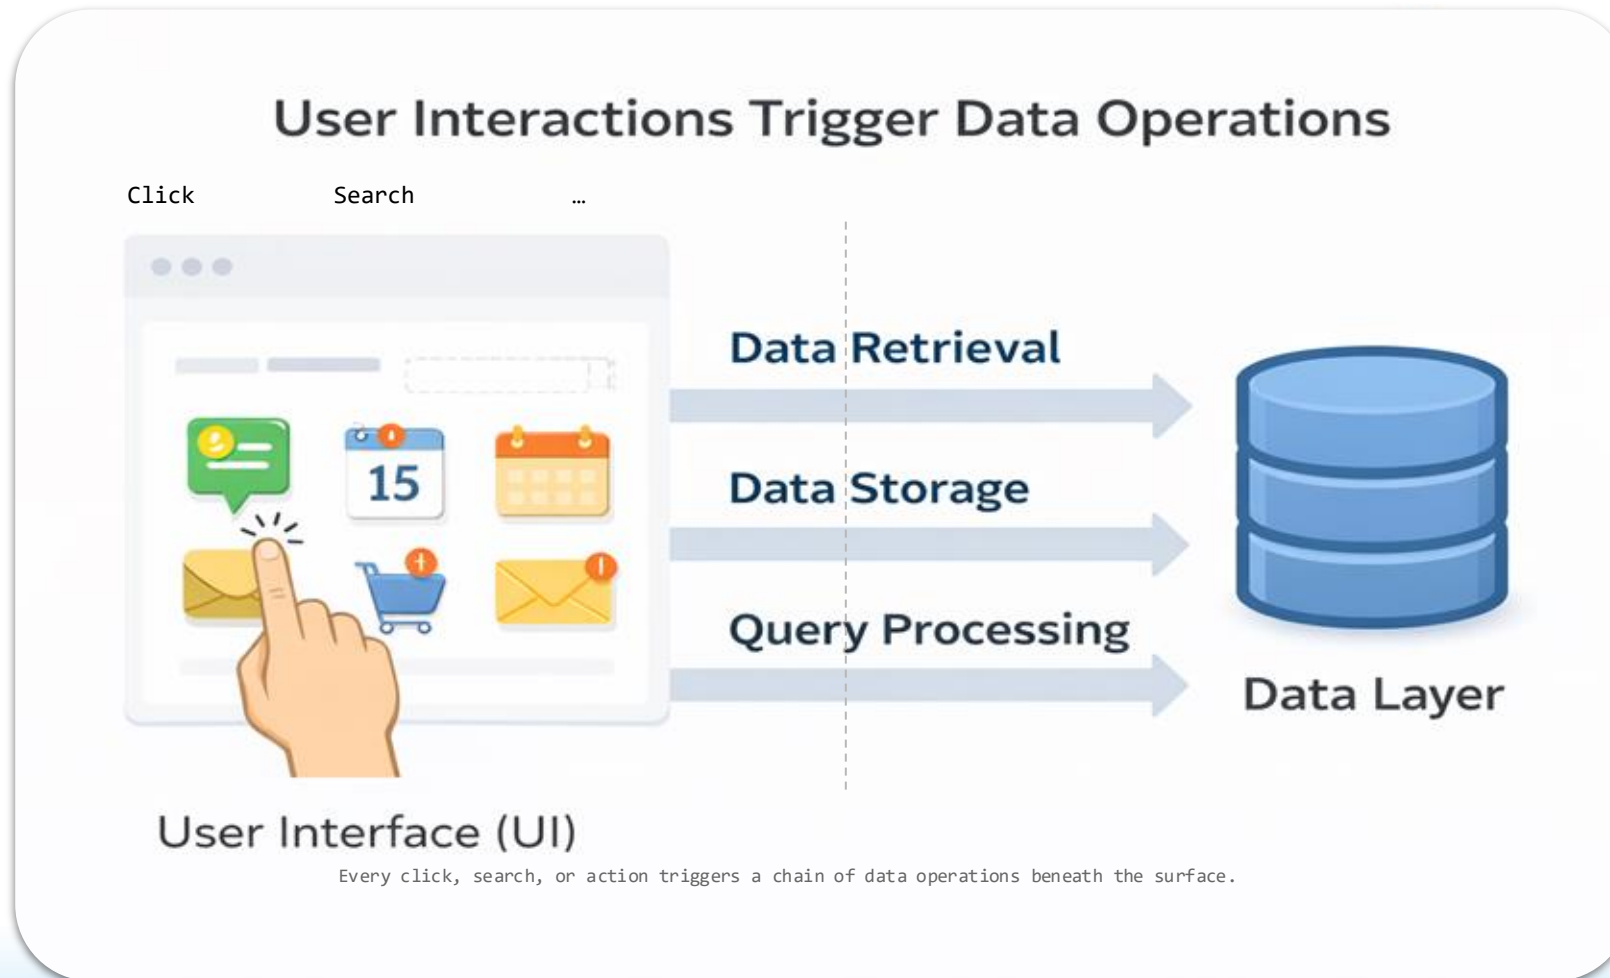 User Interactions Trigger Data Operations
Click Search …
Data Retrieval
15
Data Storage
Query Processing
Data Layer
User Interface (UI)
Every click, search, or action triggers a chain of data operations beneath the surface.